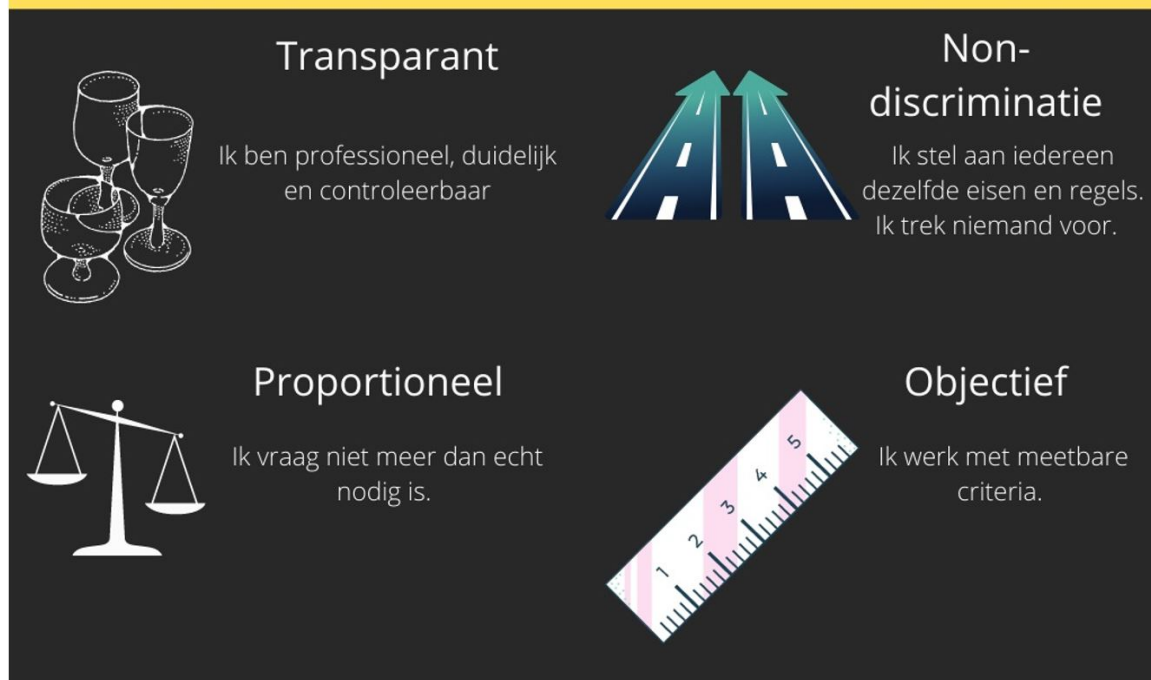 Transparant
Ik ben professioneel, duidelijk
en controleerbaar
Non-
discriminatie
Ik stel aan iedereen
dezelfde eisen en regels.
Ik trek niemand voor.
Proportioneel
Ik vraag niet meer dan echt
nodig is.
Objectief
Ik werk met meetbare
criteria.
1
2
3
4
5